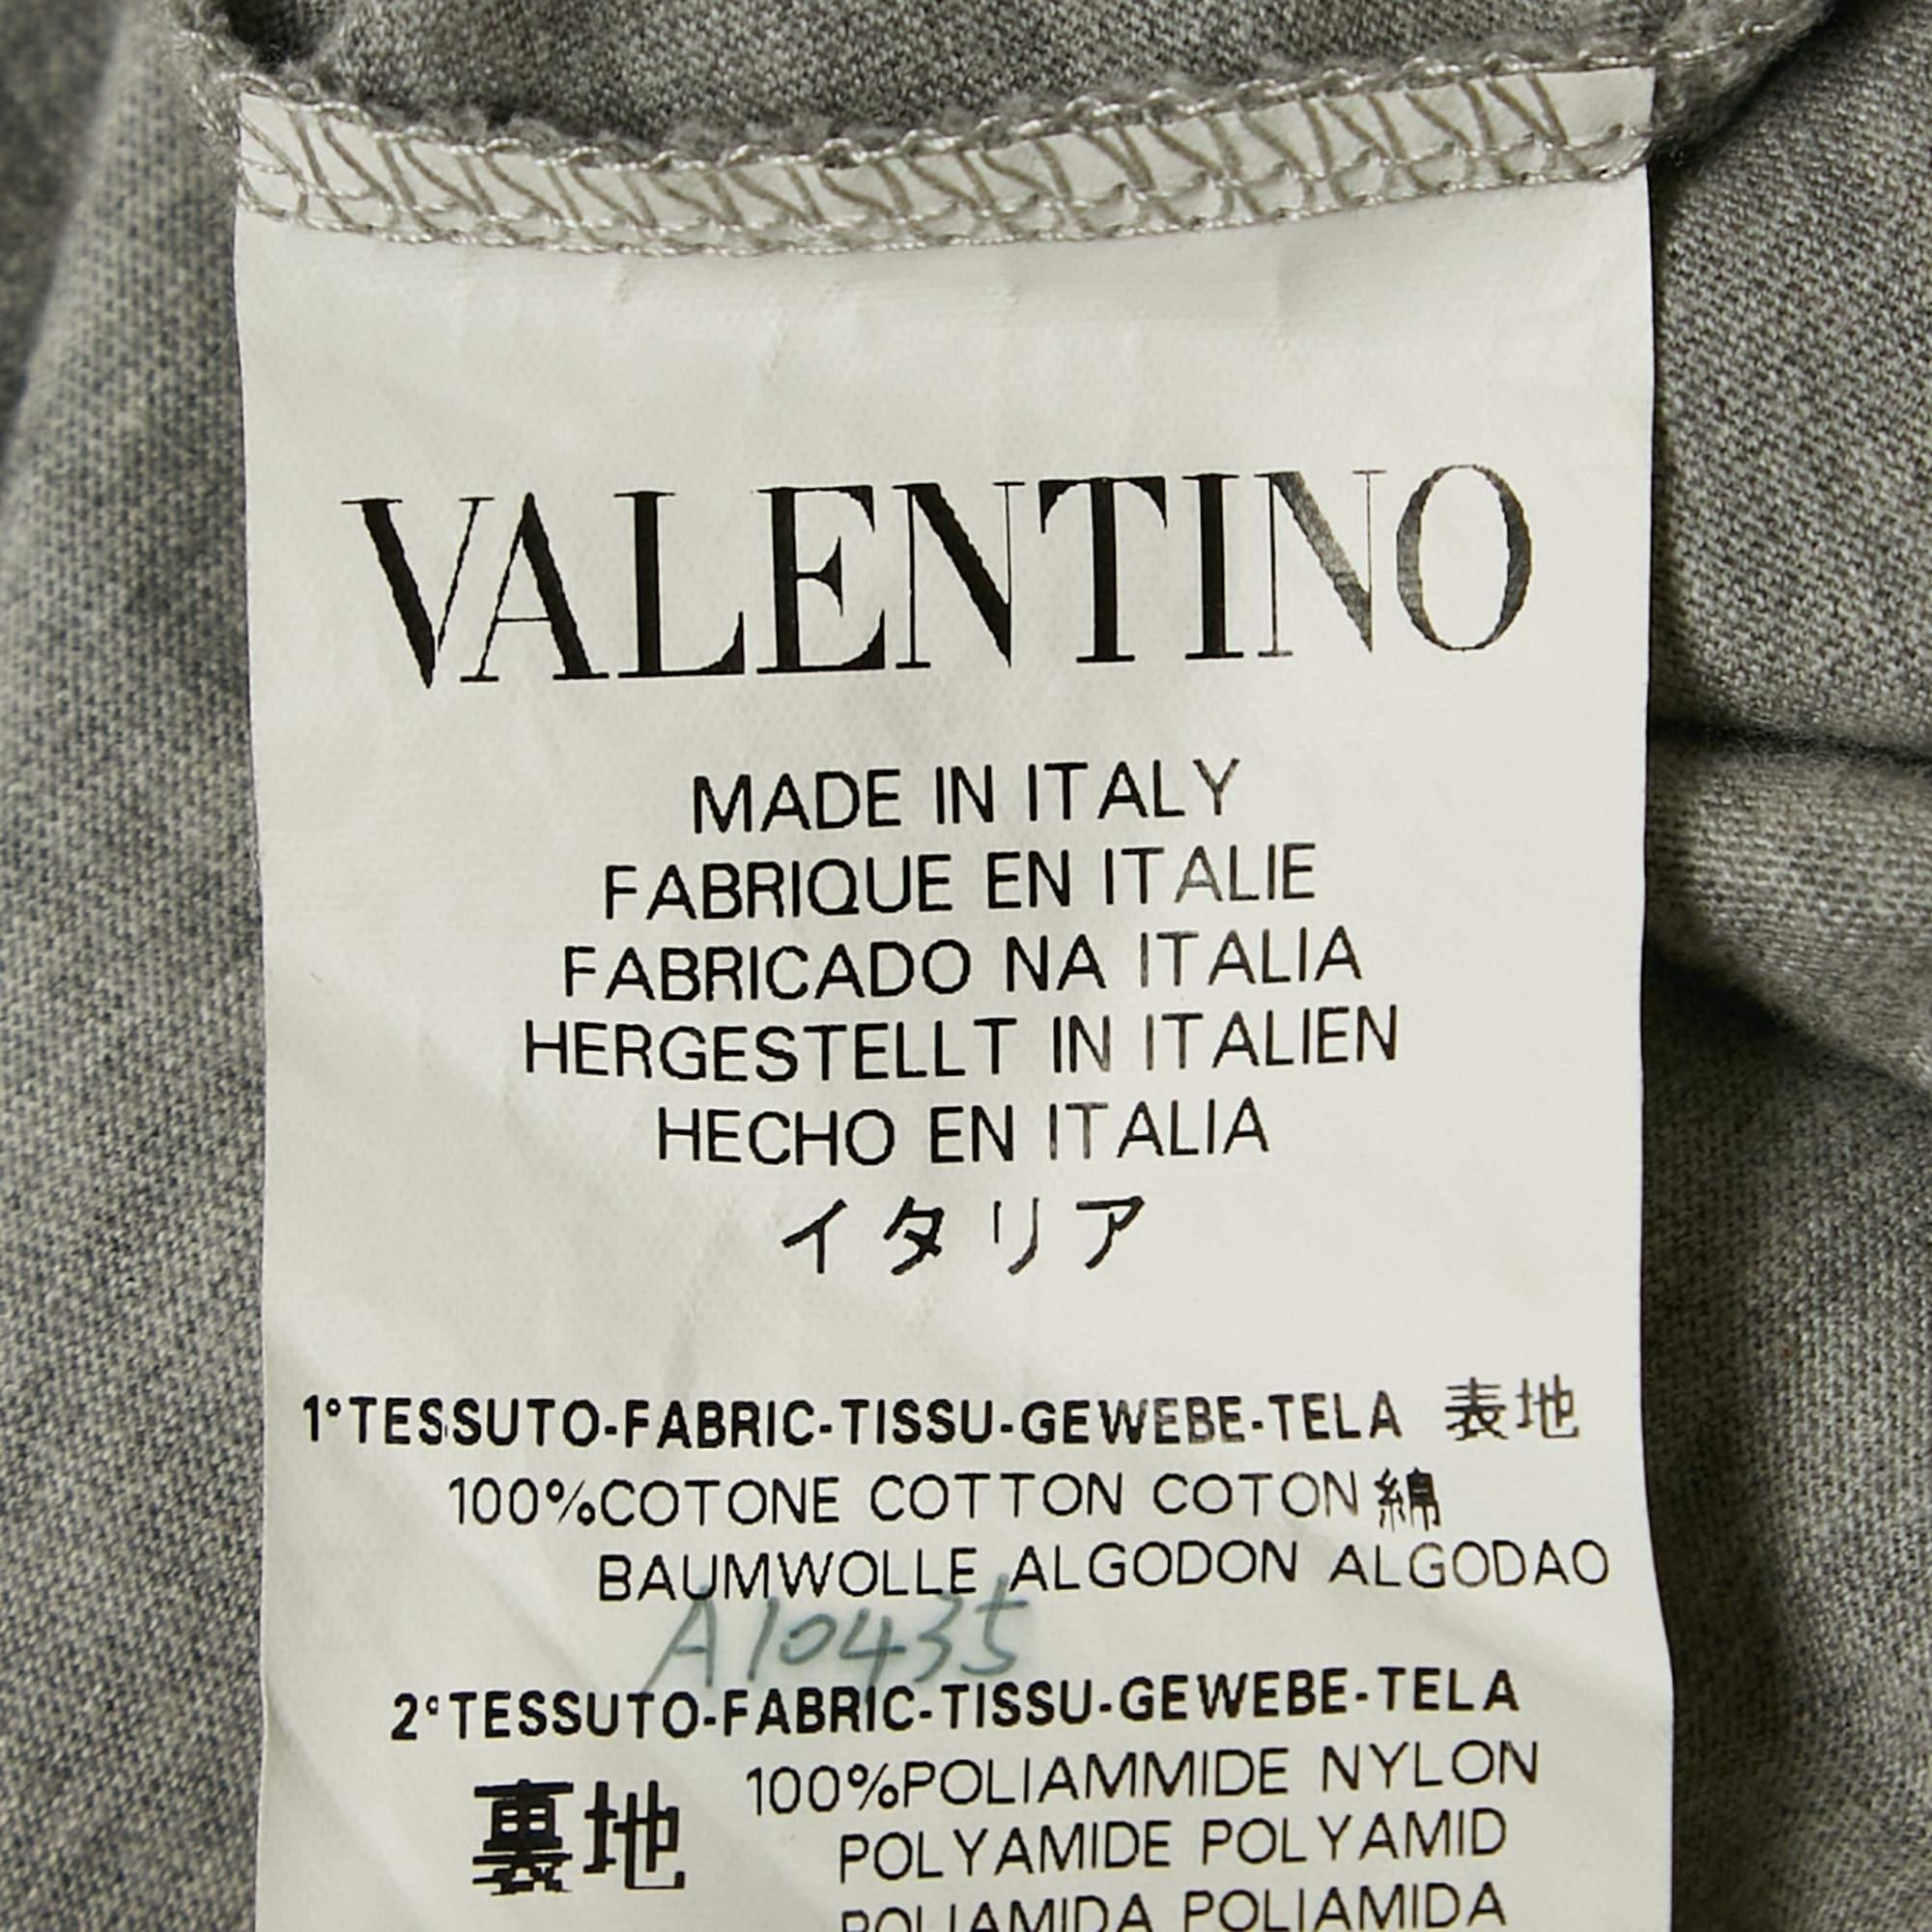 VALENTINO
MADE IN ITALY
FABRIQUE EN ITALIE
FABRICADO NA ITALIA
HERGESTELLT IN ITALIEN
HECHO EN ITALIA
イタリア
1°TESSUTO-FABRIC-TISSU-GEWEBE-TELA 表地
100%COTONE COTTON COTON 綿
BAUMWOLLE ALGODON ALGODAO
A10435
2°TESSUTO-FABRIC-TISSU-GEWEBE-TELA
裏地 100%POLIAMMIDE NYLON
POLYAMIDE POLYAMID
POLIAMIDA POLIAMIDA